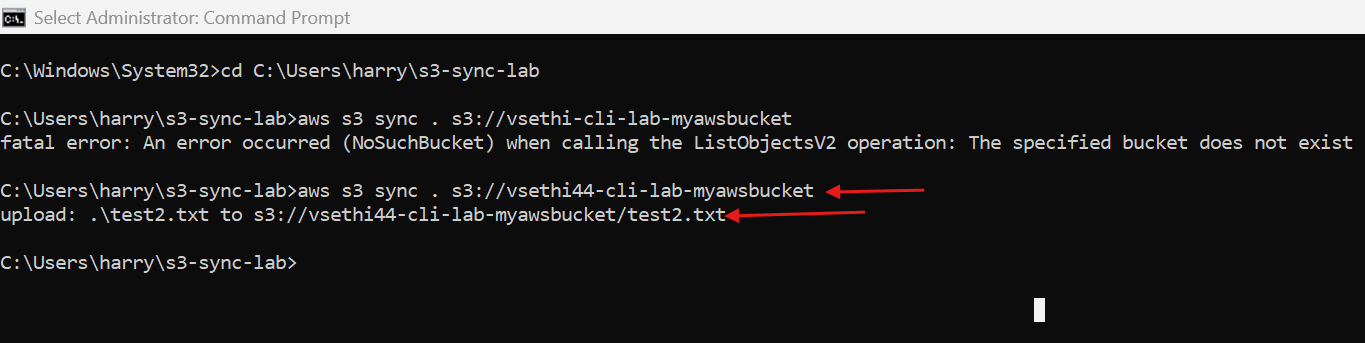 Select Administrator: Command Prompt
C:\Windows\System32>cd C:\Users\harry\s3-sync-lab
C:\Users\harry\s3-sync-lab>aws s3 sync . s3://vsethi-cli-lab-myawsbucket
fatal error: An error occurred (NoSuchBucket) when calling the ListObjectsV2 operation: The specified bucket does not exist
C:\Users\harry\s3-sync-lab>aws s3 sync . s3://vsethi44-cli-lab-myawsbucket
upload: .\test2.txt to s3://vsethi44-cli-lab-myawsbucket/test2.txt
C:\Users\harry\s3-sync-lab>